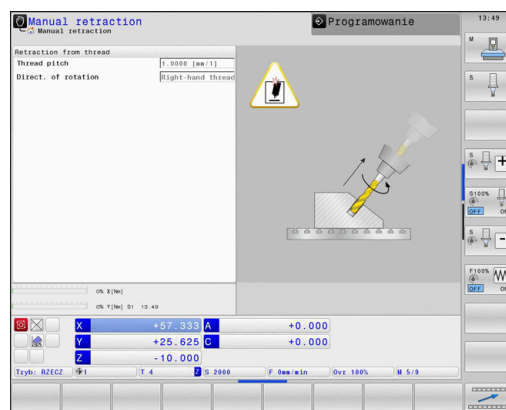 Manual retraction
Manual retraction
Programowanie
13:49
Retraction from thread
Thread pitch 1.0000 [mm/1]
Direct. of rotation Right-hand thread
M
S
S
S100%
OFF ON
S
F100%
OFF ON
0% X[Nm]
0% Y[Nm] S1 13:49
X +57.333 A +0.000
Y +25.625 C +0.000
Z -10.000
Tryb: RZECZ 1 T 4 Z S 2000 F 0mm/min Ovr 100% M 5/9